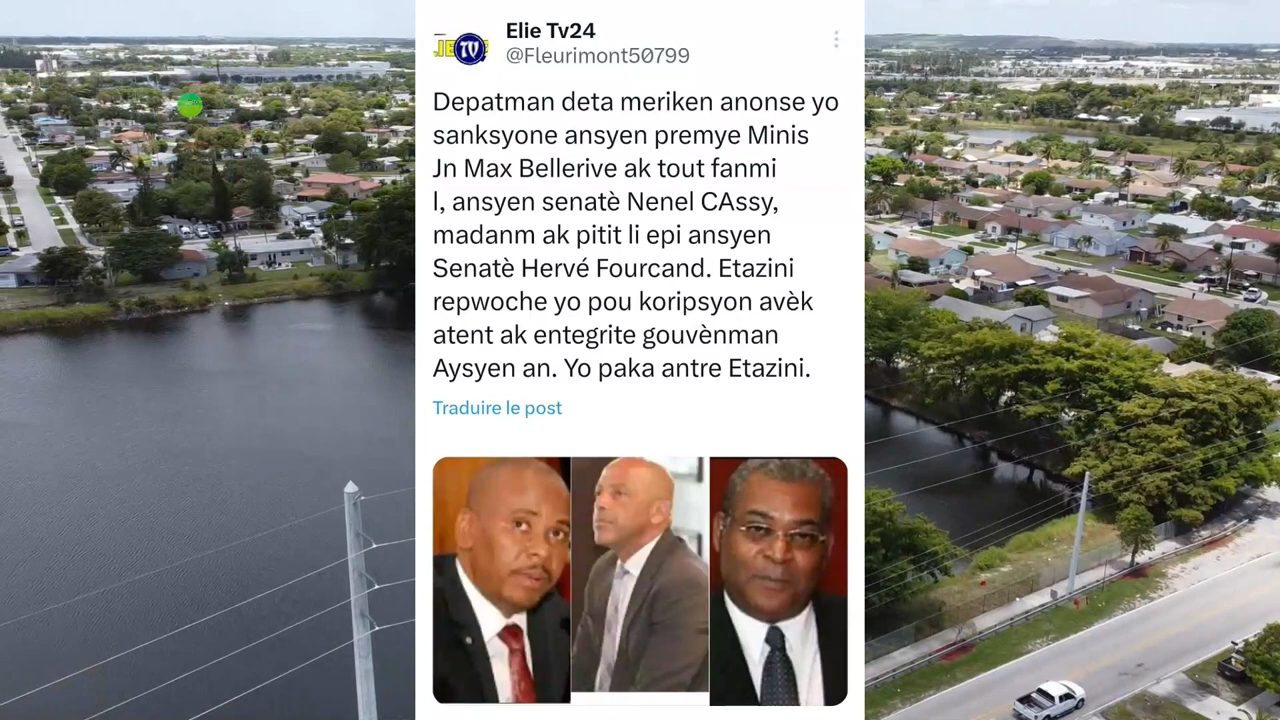 Elie Tv24
@Fleurimont50799
TV
Depatman deta meriken anonse yo
sanksyone ansyen premye Minis
Jn Max Bellerive ak tout fanmi
l, ansyen senatè Nenel CAssy,
madanm ak pitit li epi ansyen
Senatè Hervé Fourcand. Etazini
repwoche yo pou koripsyon avèk
atent ak entegrite gouvènman
Aysyen an. Yo paka antre Etazini.
Traduire le post